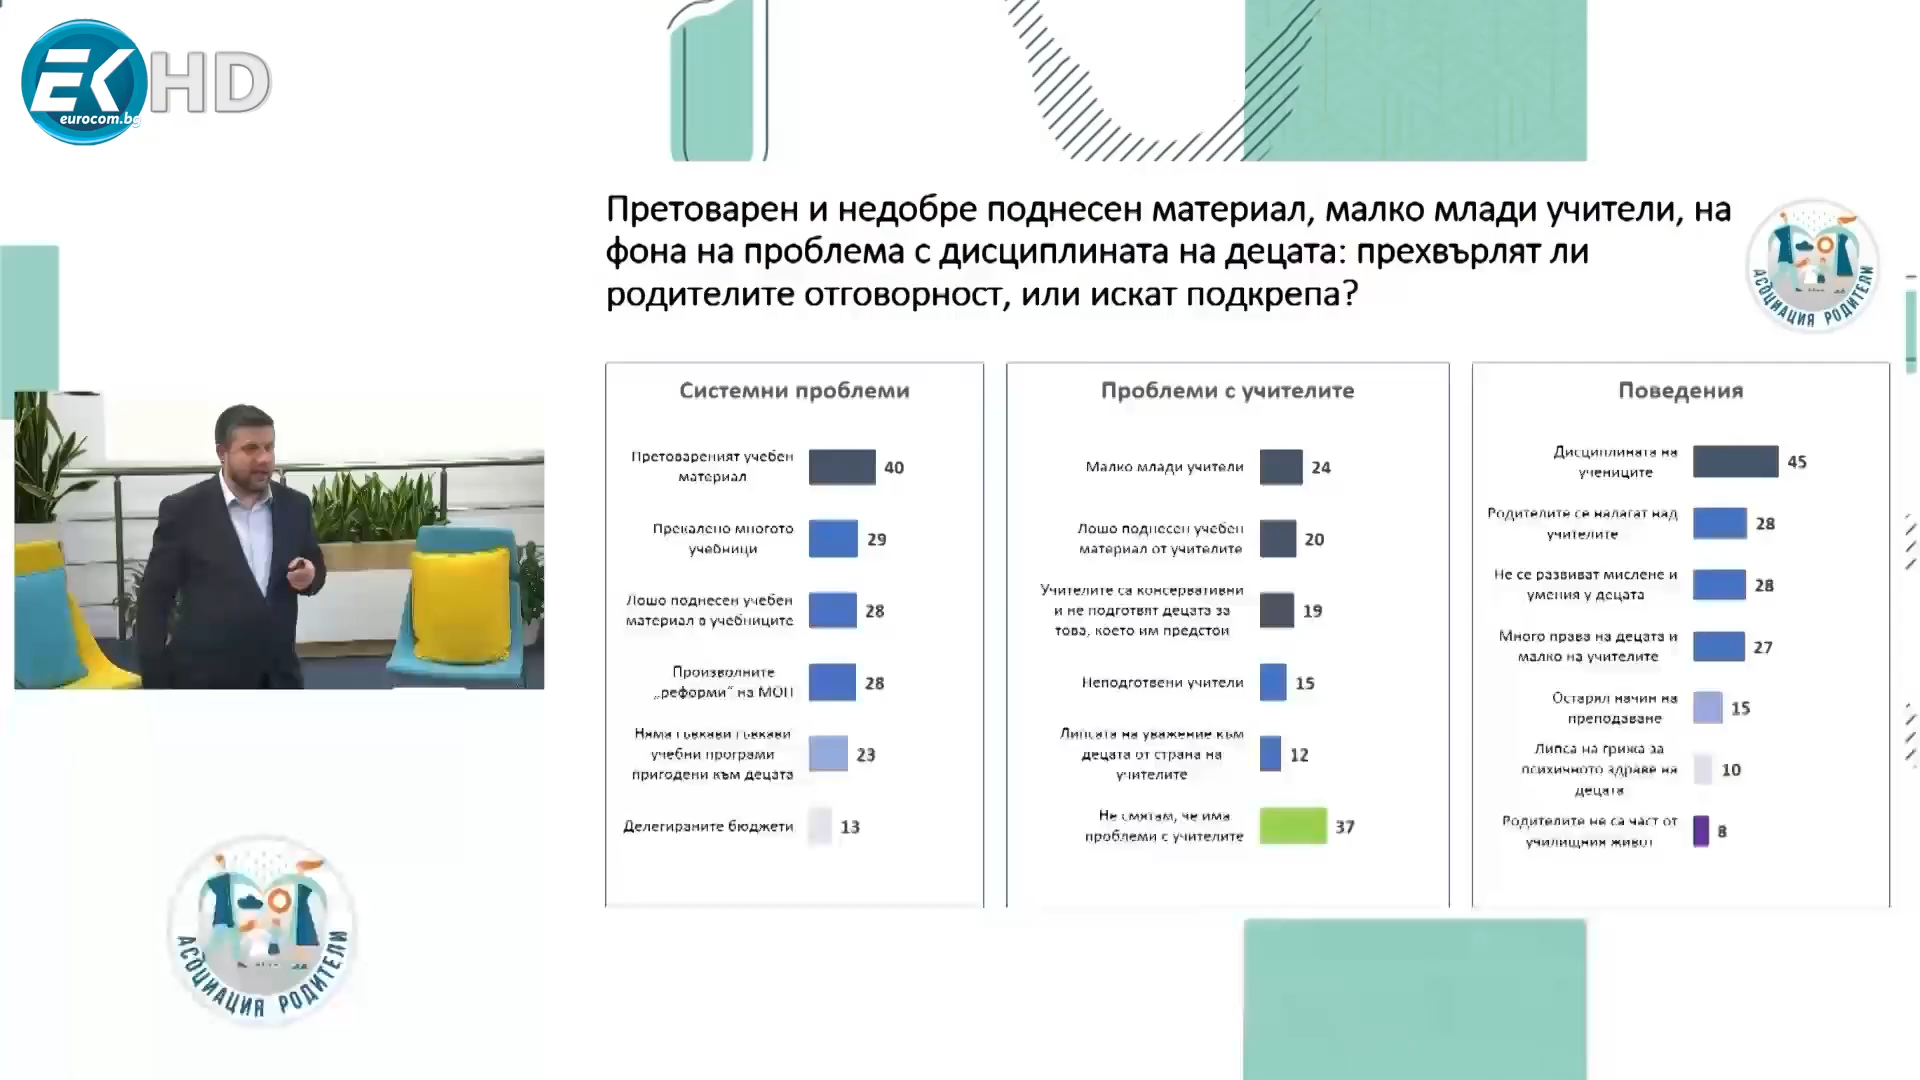 EK HD
eurocom.bg
Претоварен и недобре поднесен материал, малко млади учители, на
фона на проблема с дисциплината на децата: прехвърлят ли
родителите отговорност, или искат подкрепа?
АСОЦИАЦИЯ РОДИТЕЛИ
Системни проблеми
Претовареният учебен
материал
40
Прекалено многото
учебници
29
Лошо поднесен учебен
материал в учебниците
28
Произволните
„реформи“ на МОН
28
Няма гъвкави гъвкави
учебни програми
пригодени към децата
23
Делегираните бюджети
13
Проблеми с учителите
Малко млади учители
24
Лошо поднесен учебен
материал от учителите
20
Учителите са консервативни
и не подготвят децата за
това, което им предстои
19
Неподготвени учители
15
Липсата на уважение към
децата от страна на
учителите
12
Не смятам, че има
проблеми с учителите
37
Поведения
Дисциплината на
учениците
45
Родителите се налагат над
учителите
28
Не се развиват мислене и
умения у децата
28
Много права на децата и
малко на учителите
27
Остарял начин на
преподаване
15
Липса на грижа за
психичното здраве на
децата
10
Родителите не са част от
училищния живот
8
АСОЦИАЦИЯ РОДИТЕЛИ